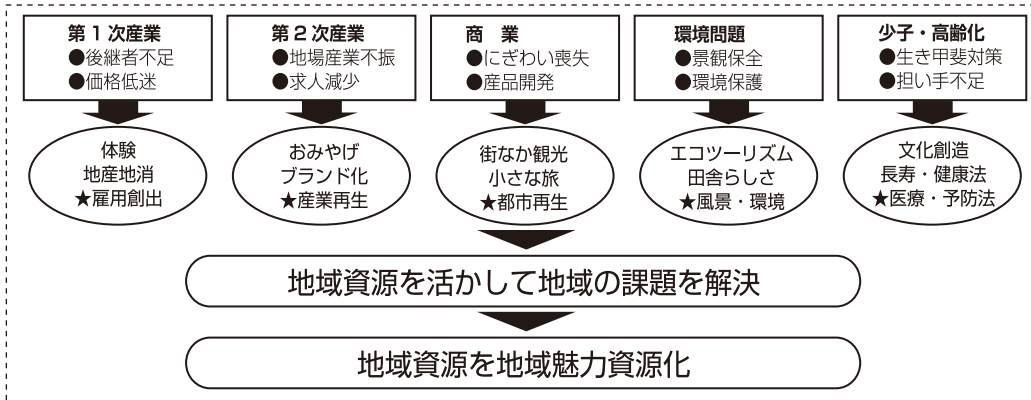 第1次産業
●後継者不足
●価格低迷
第2次産業
●地場産業不振
●求人減少
商　業
●にぎわい喪失
●産品開発
環境問題
●景観保全
●環境保護
少子・高齢化
●生き甲斐対策
●担い手不足
体験
地産地消
★雇用創出
おみやげ
ブランド化
★産業再生
街なか観光
小さな旅
★都市再生
エコツーリズム
田舎らしさ
★風景・環境
文化創造
長寿・健康法
★医療・予防法
地域資源を活かして地域の課題を解決
地域資源を地域魅力資源化